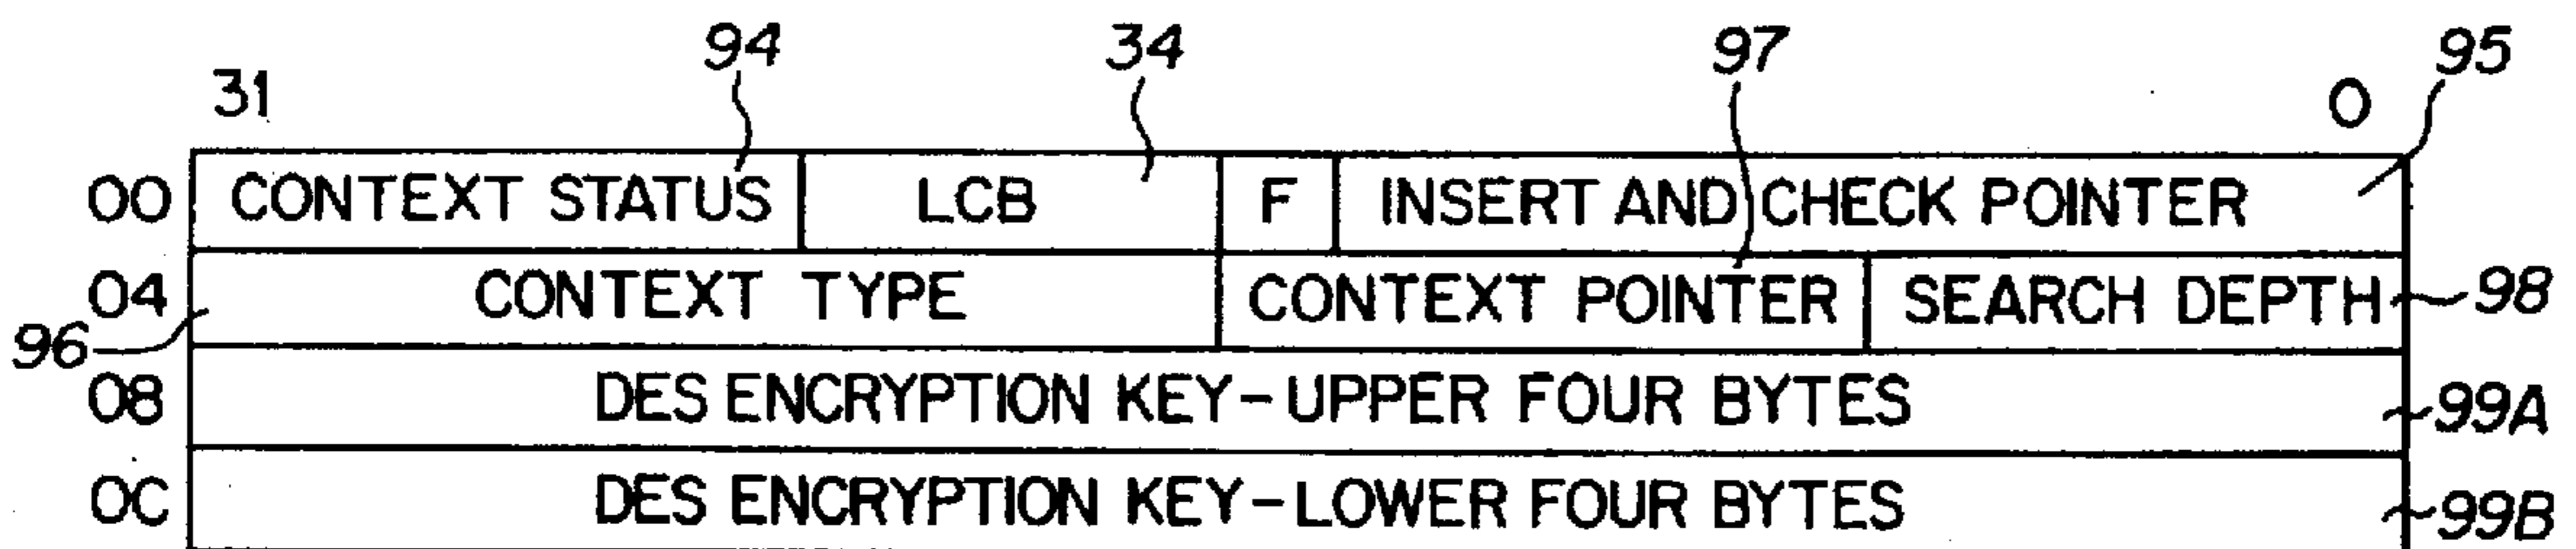 94 34 97 95
31 0
00 CONTEXT STATUS LCB F INSERT AND CHECK POINTER
04 CONTEXT TYPE CONTEXT POINTER SEARCH DEPTH 98
96
08 DES ENCRYPTION KEY-UPPER FOUR BYTES 99A
0C DES ENCRYPTION KEY-LOWER FOUR BYTES 99B